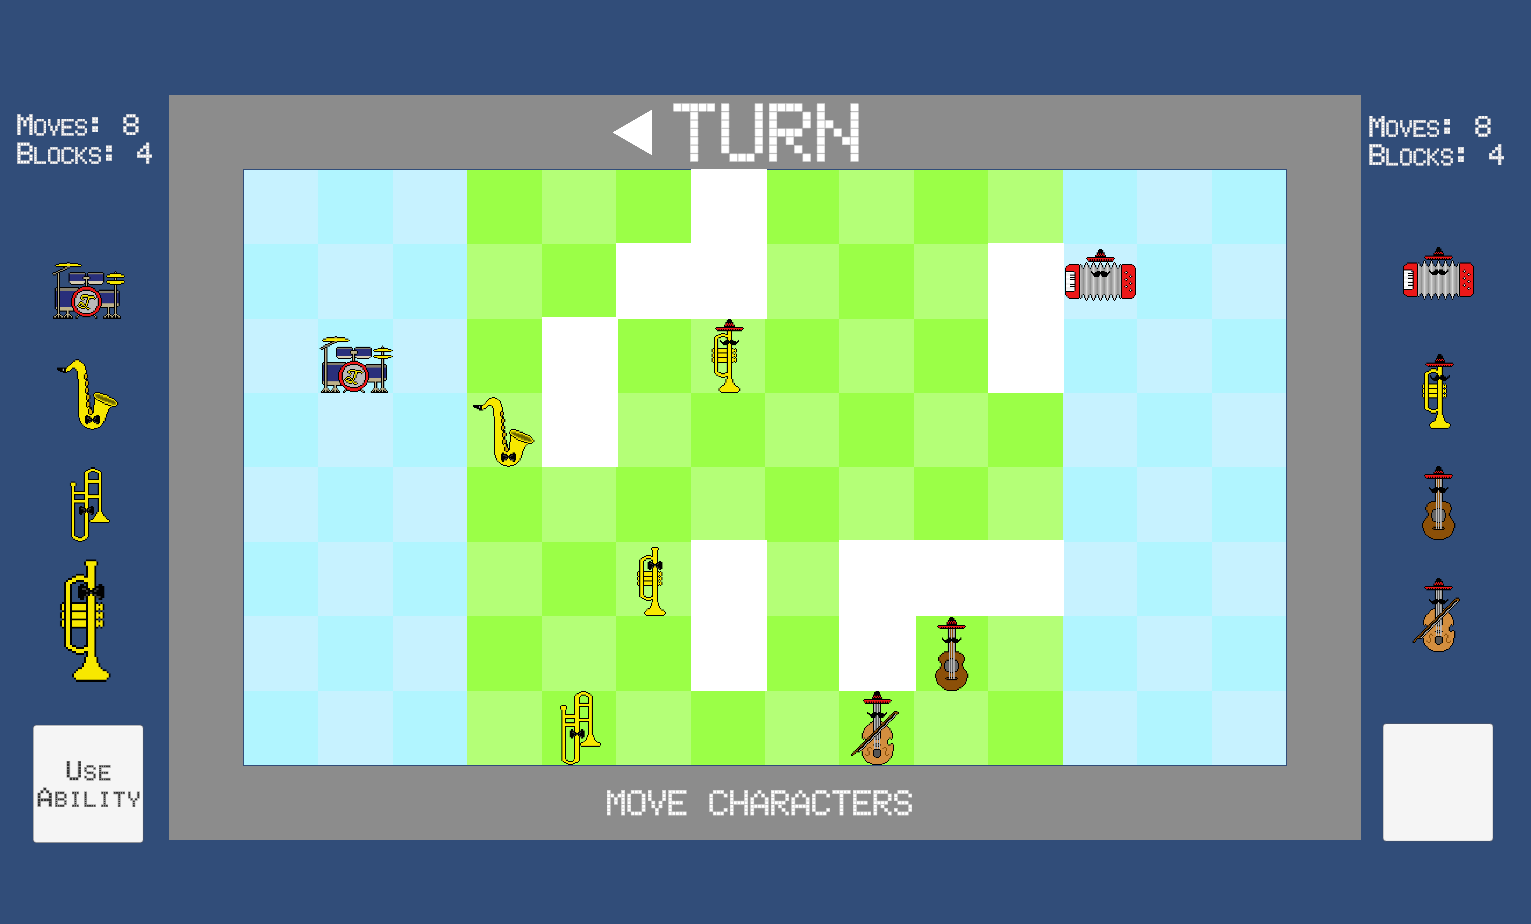 TURN
MOVES: 8
BLOCKS: 4
MOVES: 8
BLOCKS: 4
USE
ABILITY
MOVE CHARACTERS